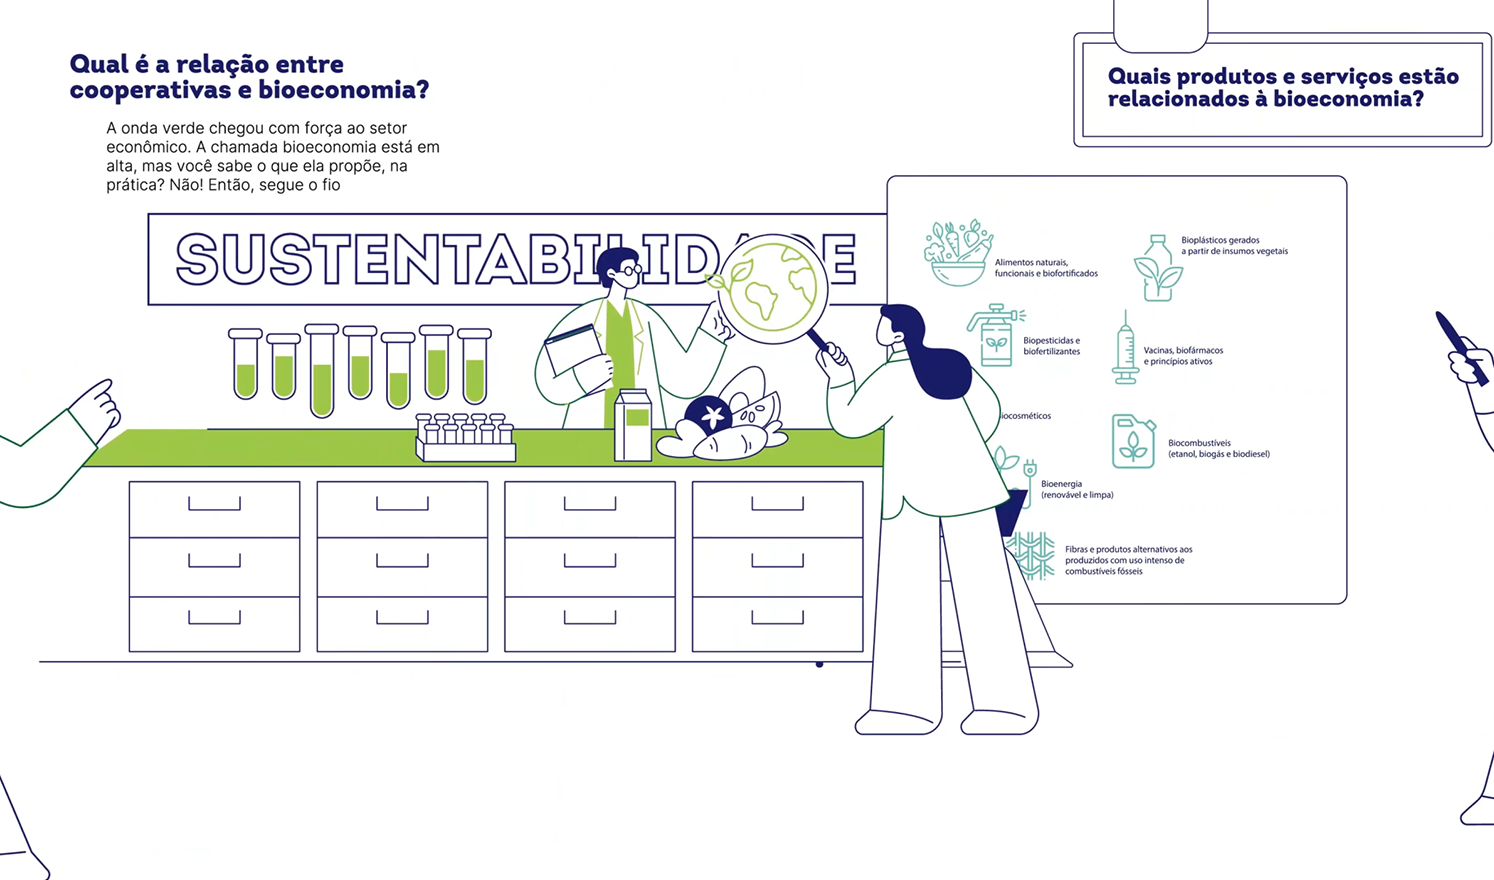 Qual é a relação entre
cooperativas e bioeconomia?
A onda verde chegou com força ao setor
econômico. A chamada bioeconomia está em
alta, mas você sabe o que ela propõe, na
prática? Não! Então, segue o fio
Quais produtos e serviços estão
relacionados à bioeconomia?
SUSTENTABILIDADE
Alimentos naturais,
funcionais e biofortificados
Bioplásticos gerados
a partir de insumos vegetais
Biopesticidas e
biofertilizantes
Vacinas, biofármacos
e princípios ativos
iocosméticos
Biocombustíveis
(etanol, biogás e biodiesel)
Bioenergia
(renovável e limpa)
Fibras e produtos alternativos aos
produzidos com uso intenso de
combustíveis fósseis